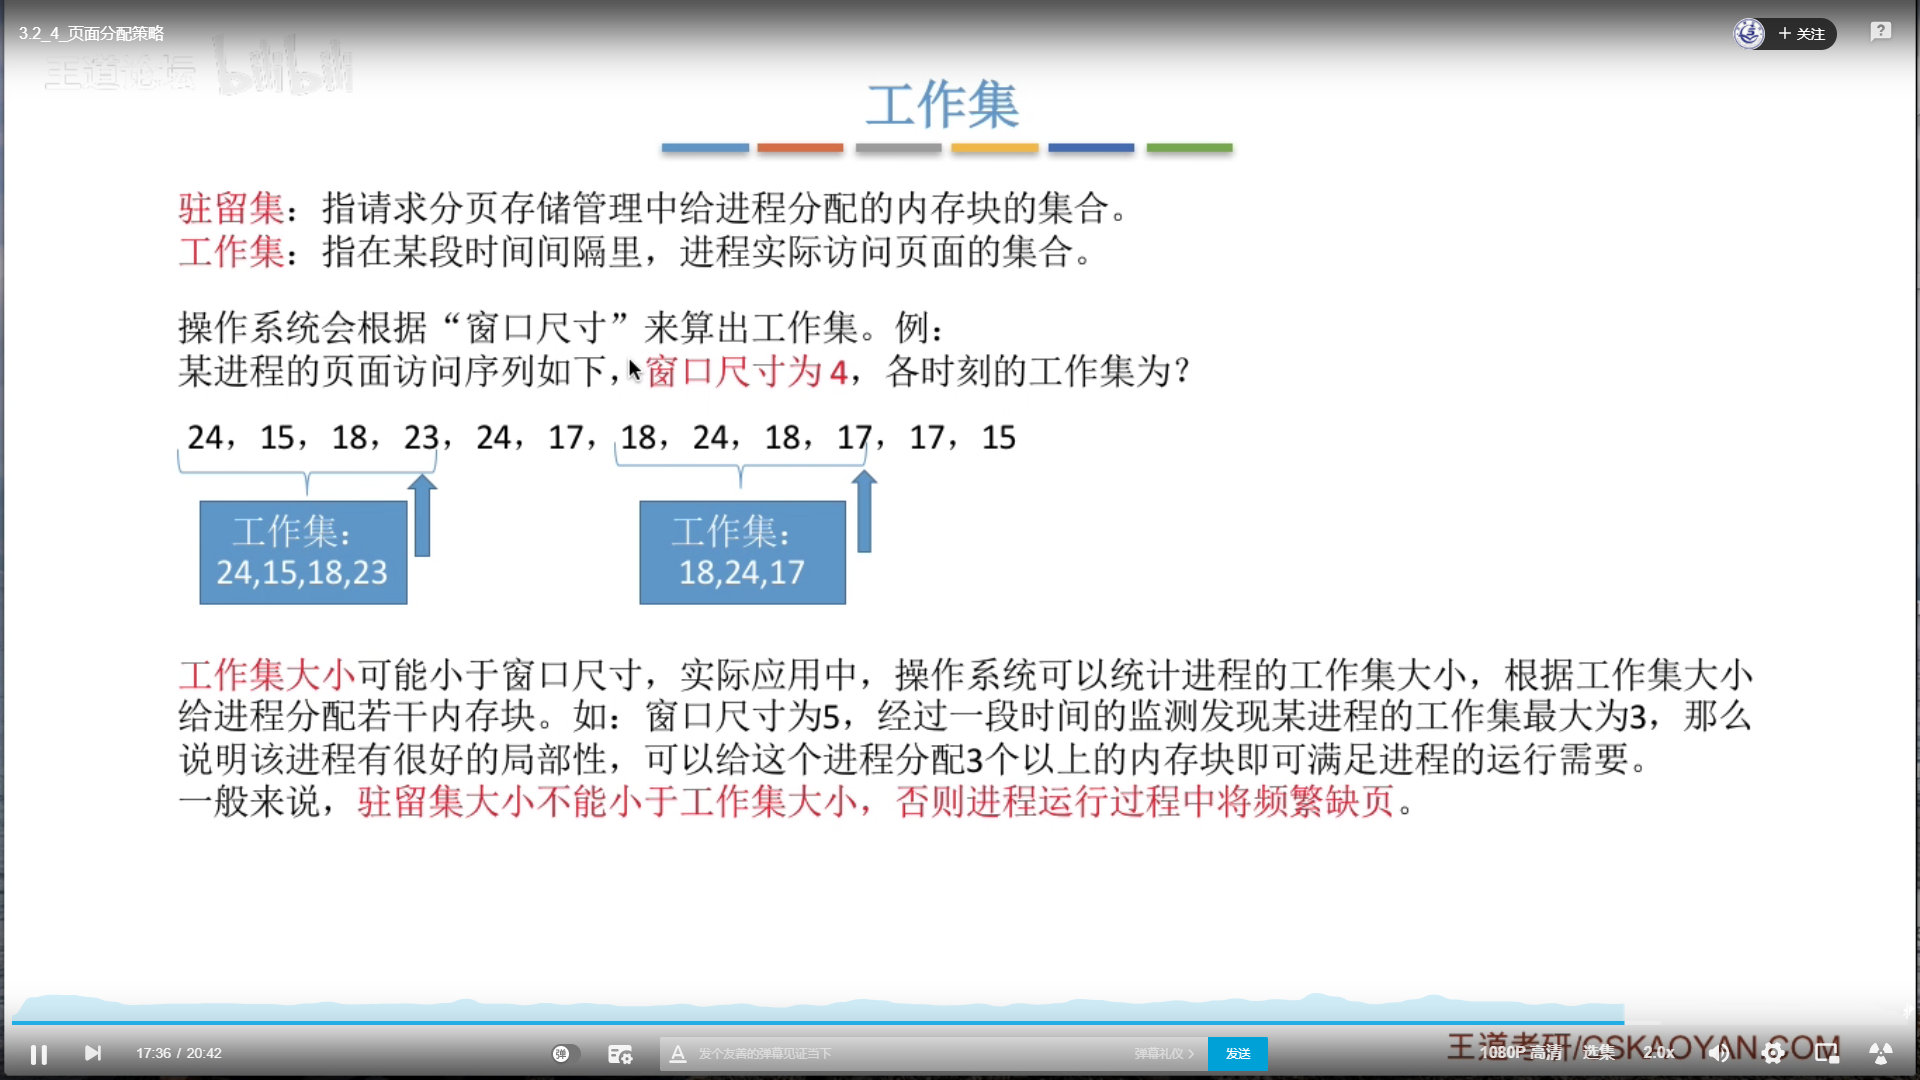 3.2_4_页面分配策略
+ 关注
王道论坛 bilibili
工作集
驻留集：指请求分页存储管理中给进程分配的内存块的集合。
工作集：指在某段时间间隔里，进程实际访问页面的集合。
操作系统会根据“窗口尺寸”来算出工作集。例：
某进程的页面访问序列如下，窗口尺寸为 4，各时刻的工作集为？
24，15，18，23，24，17，18，24，18，17，17，15
工作集：
24,15,18,23
工作集：
18,24,17
工作集大小可能小于窗口尺寸，实际应用中，操作系统可以统计进程的工作集大小，根据工作集大小
给进程分配若干内存块。如：窗口尺寸为5，经过一段时间的监测发现某进程的工作集最大为3，那么
说明该进程有很好的局部性，可以给这个进程分配3个以上的内存块即可满足进程的运行需要。
一般来说，驻留集大小不能小于工作集大小，否则进程运行过程中将频繁缺页。
王道考研/CSKAOYAN.COM
17:36 / 20:42
弹
A 发个友善的弹幕见证当下
弹幕礼仪 >
发送
1080P 高清
选集
2.0x